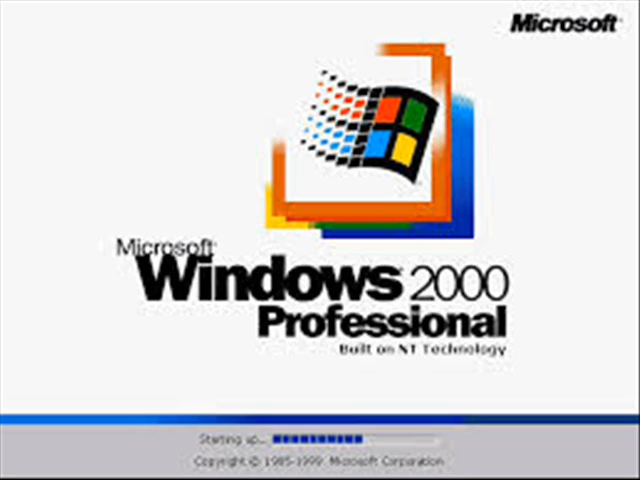 Microsoft
Microsoft
Windows 2000
Professional
Built on NT Technology
Starting up...
Copyright © 1985-1999 Microsoft Corporation